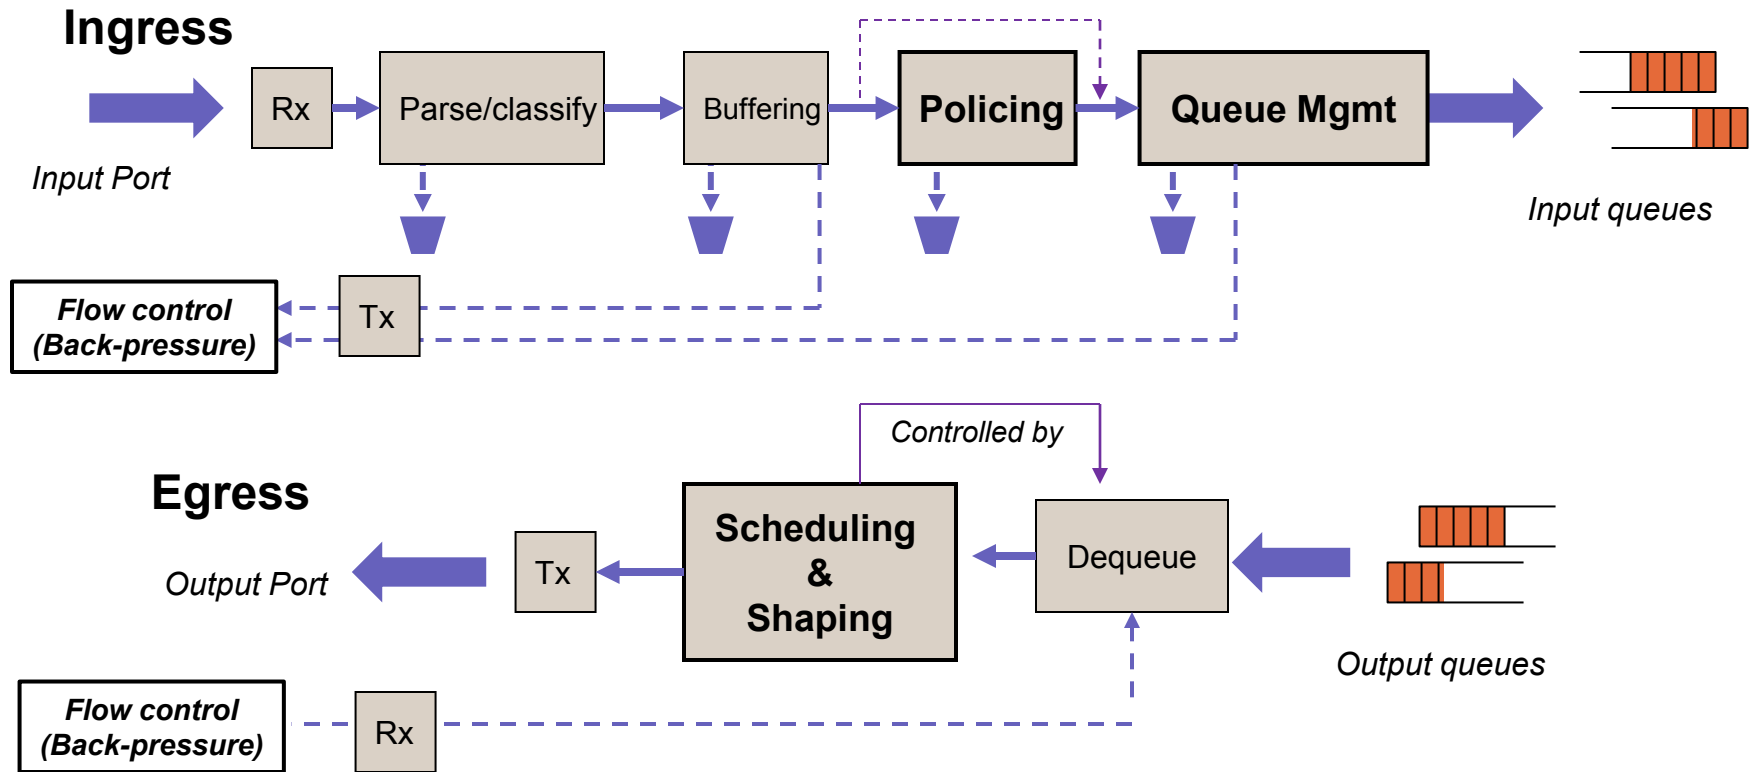 Ingress
Rx
Parse/classify
Buffering
Policing
Queue Mgmt
Input Port
Input queues
Flow control
(Back-pressure)
Tx
Controlled by
Egress
Scheduling
&
Shaping
Dequeue
Tx
Output Port
Output queues
Flow control
(Back-pressure)
Rx